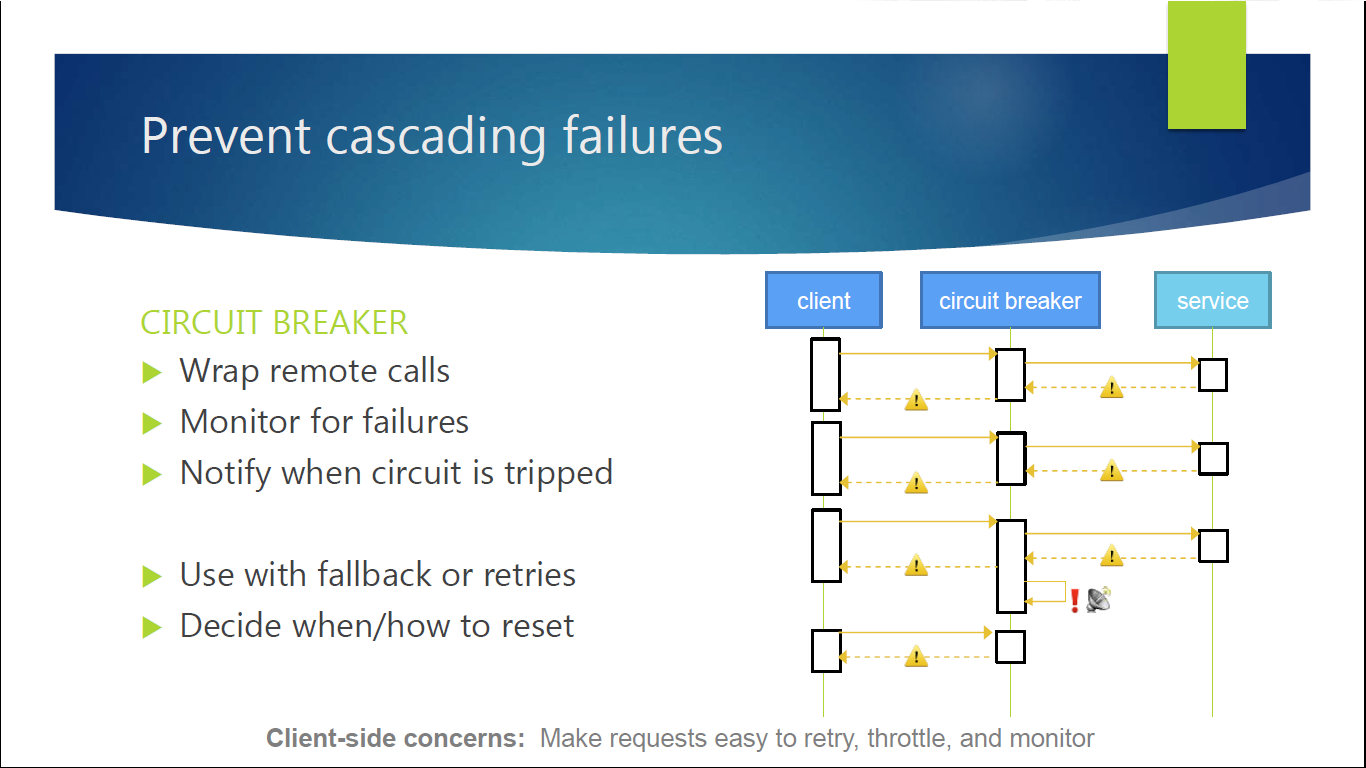 Prevent cascading failures
CIRCUIT BREAKER
Wrap remote calls
Monitor for failures
Notify when circuit is tripped
Use with fallback or retries
Decide when/how to reset
client
circuit breaker
service
Client-side concerns: Make requests easy to retry, throttle, and monitor